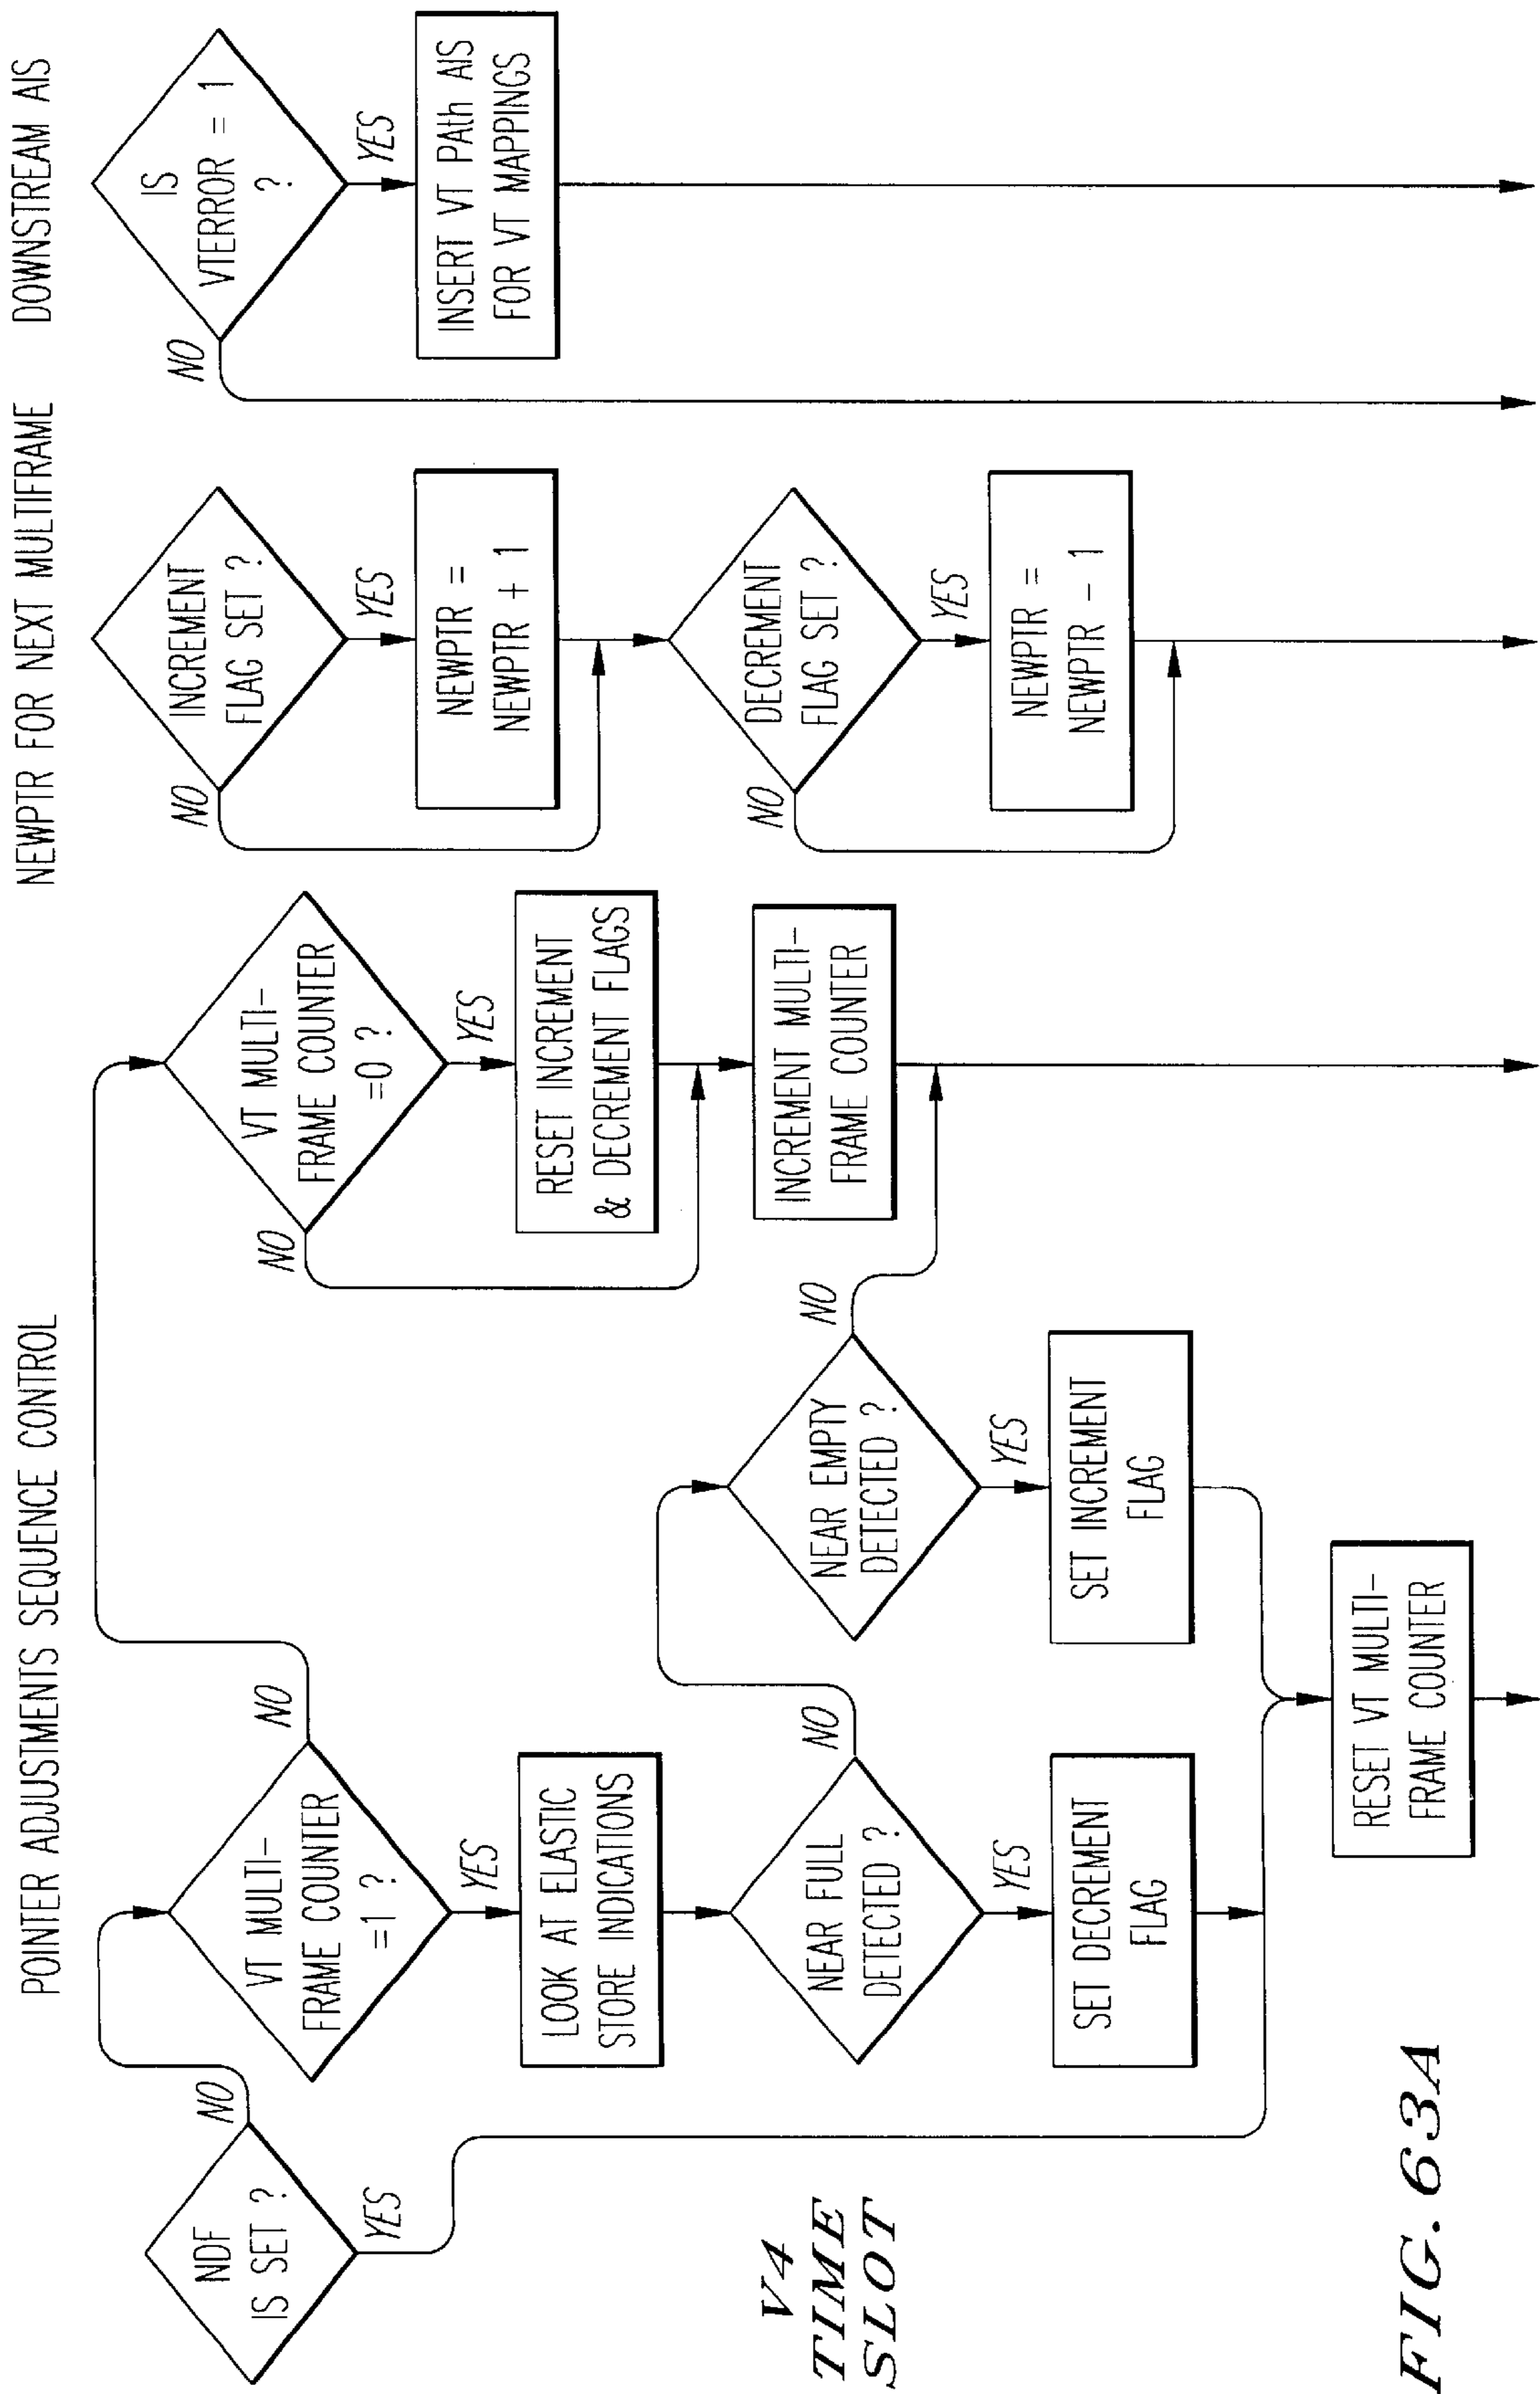 POINTER ADJUSTMENTS SEQUENCE CONTROL
NEWPTR FOR NEXT MULTIFRAME
DOWNSTREAM AIS
NDF
IS SET ?
NO
YES
VT MULTI-
FRAME COUNTER
=1 ?
NO
YES
LOOK AT ELASTIC
STORE INDICATIONS
NEAR FULL
DETECTED ?
NO
YES
SET DECREMENT
FLAG
NEAR EMPTY
DETECTED ?
NO
YES
SET INCREMENT
FLAG
RESET VT MULTI-
FRAME COUNTER
VT MULTI-
FRAME COUNTER
=0 ?
NO
YES
RESET INCREMENT
& DECREMENT FLAGS
INCREMENT MULTI-
FRAME COUNTER
INCREMENT
FLAG SET ?
NO
YES
NEWPTR =
NEWPTR + 1
DECREMENT
FLAG SET ?
NO
YES
NEWPTR =
NEWPTR - 1
IS
VTERROR = 1
?
NO
YES
INSERT VT PAth AIS
FOR VT MAPPINGS
V4
TIME
SLOT
FIG. 63A